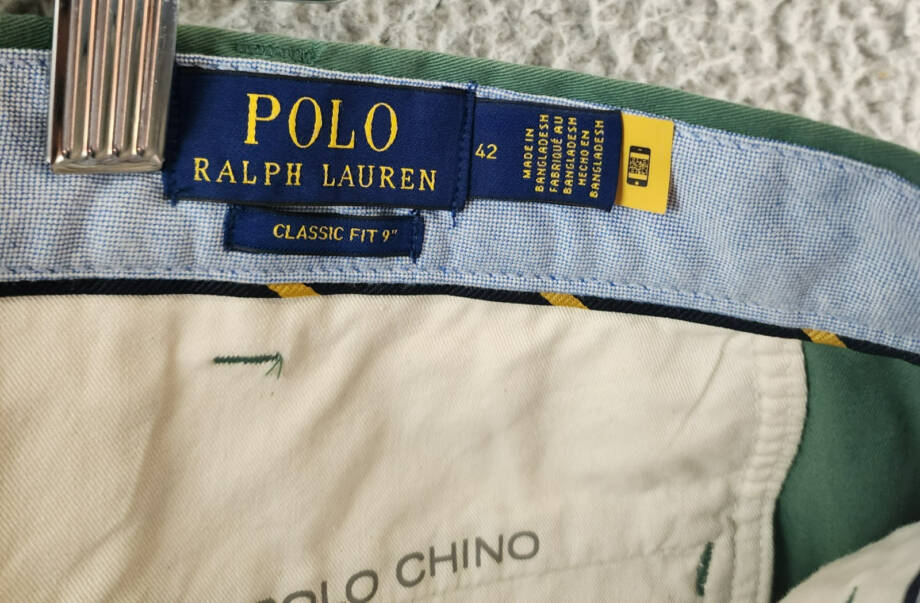 POLO
RALPH LAUREN
42
MADE IN
BANGLADESH
FABRIQUÉ AU
BANGLADESH
HECHO EN
BANGLADESH
CLASSIC FIT 9"
POLO CHINO